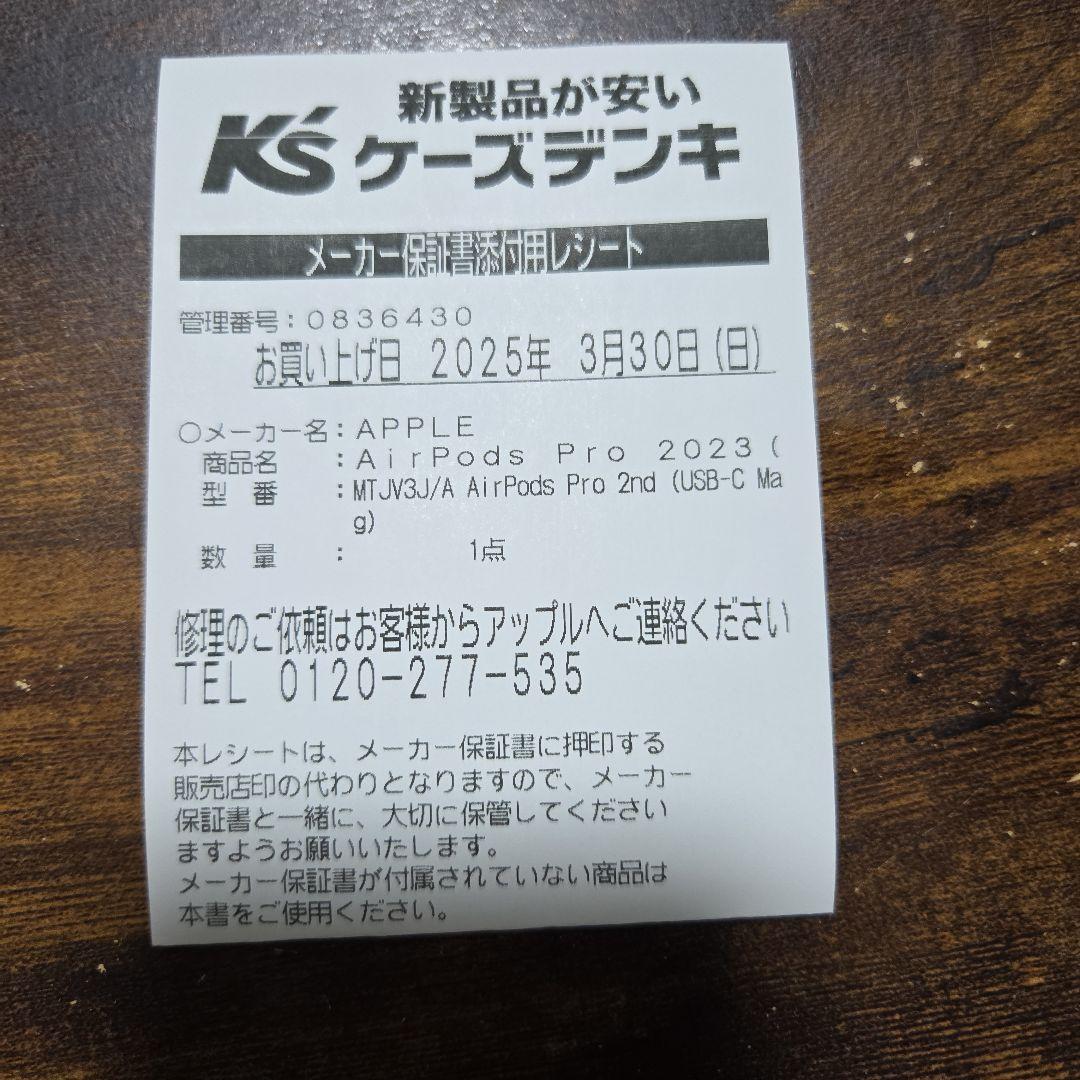 新製品が安い
K's ケーズデンキ
メーカー保証書添付用レシート
管理番号：０８３６４３０
お買い上げ日 2025年 3月30日(日)
○メーカー名：ＡＰＰＬＥ
商品名 ：ＡｉｒＰｏｄｓ Ｐｒｏ ２０２３（
型 番 ：MTJV3J/A AirPods Pro 2nd (USB-C Ma
g)
数 量 ： 1点
修理のご依頼はお客様からアップルへご連絡ください
TEL 0120-277-535
本レシートは、メーカー保証書に押印する
販売店印の代わりとなりますので、メーカー
保証書と一緒に、大切に保管してください
ますようお願いいたします。
メーカー保証書が付属されていない商品は
本書をご使用ください。